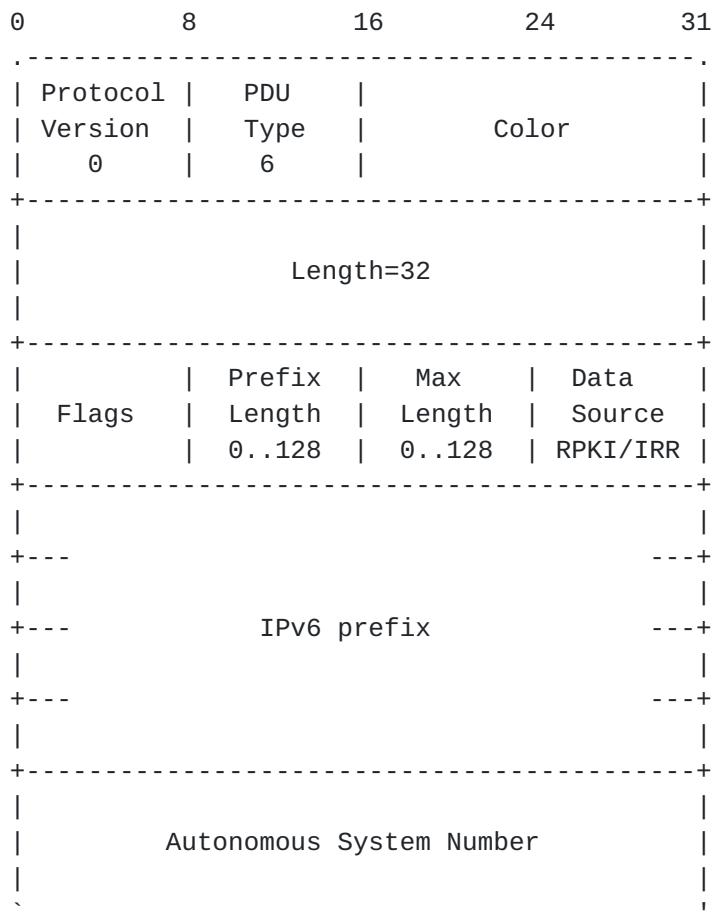 0          8          16         24        31
.-------------------------------------------.
| Protocol |   PDU    |                     |
| Version  |   Type   |        Color        |
|    0     |    6     |                     |
+-------------------------------------------+
|                                           |
|                 Length=32                 |
|                                           |
+-------------------------------------------+
|          |  Prefix  |   Max    |  Data    |
|  Flags   |  Length  |  Length  |  Source  |
|          |  0..128  |  0..128  | RPKI/IRR |
+-------------------------------------------+
|                                           |
+---                                     ---+
|                                           |
+---            IPv6 prefix              ---+
|                                           |
+---                                     ---+
|                                           |
+-------------------------------------------+
|                                           |
|         Autonomous System Number          |
|                                           |
`-------------------------------------------'